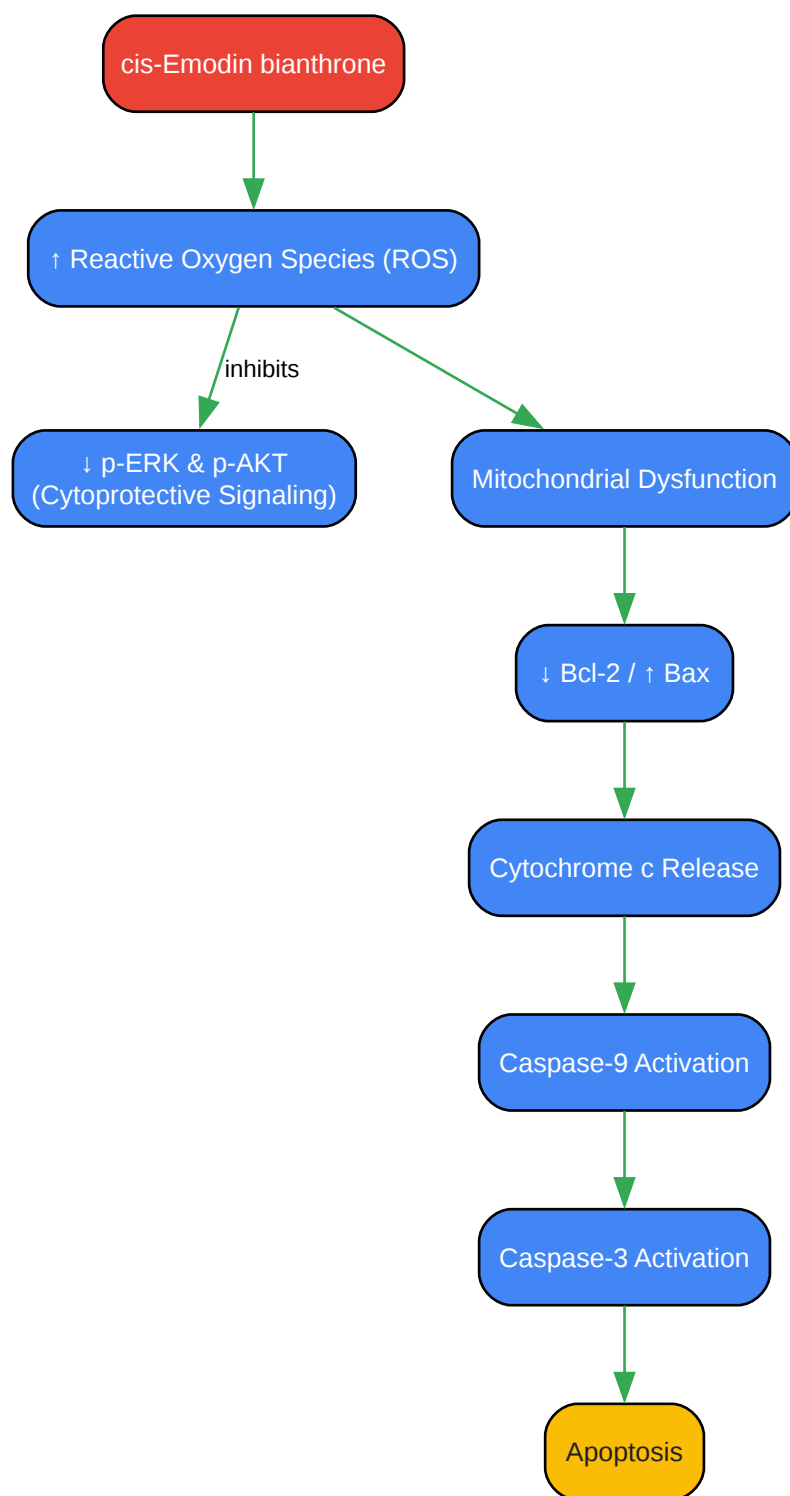 cis-Emodin bianthrone
↑ Reactive Oxygen Species (ROS)
inhibits
↓ p-ERK & p-AKT
(Cytoprotective Signaling)
Mitochondrial Dysfunction
↓ Bcl-2 / ↑ Bax
Cytochrome c Release
Caspase-9 Activation
Caspase-3 Activation
Apoptosis